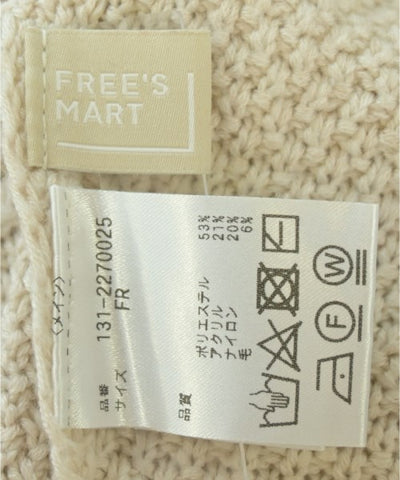 FREE'S
MART
〈メイン〉
品番 131-2270025
サイズ FR
品質
ポリエステル 53%
アクリル 21%
ナイロン 20%
毛 6%
F
W